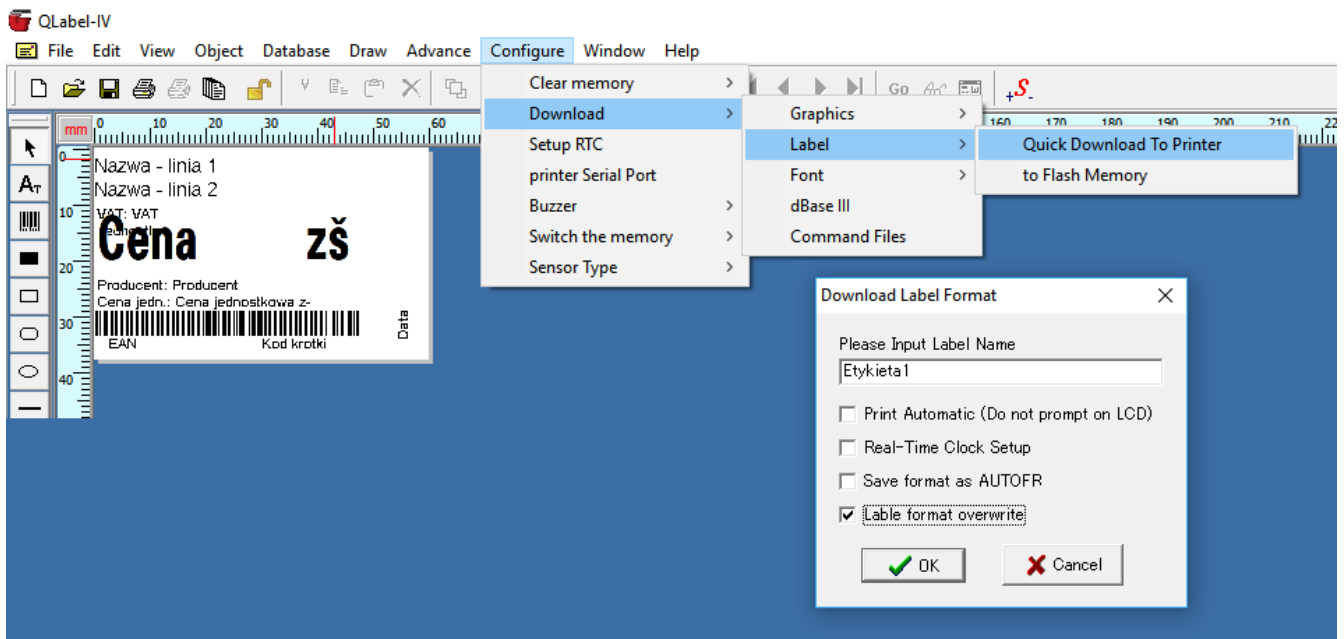 QLabel-IV
File Edit View Object Database Draw Advance Configure Window Help
Go
+S-
Clear memory >
Download >
Setup RTC
printer Serial Port
Buzzer >
Switch the memory >
Sensor Type >
Graphics >
Label >
Font >
dBase III
Command Files
Quick Download To Printer
to Flash Memory
mm 0 10 20 30 40 50 60 160 170 180 190 200 210
0
10
20
30
40
Nazwa - linia 1
Nazwa - linia 2
VAT: VAT
Cena zš
Producent: Producent
Cena jedn.: Cena jednostkowa z-
EAN Kod krotki
Data
Download Label Format
Please Input Label Name
Etykieta1
Print Automatic (Do not prompt on LCD)
Real-Time Clock Setup
Save format as AUTOFR
Lable format overwrite
OK Cancel